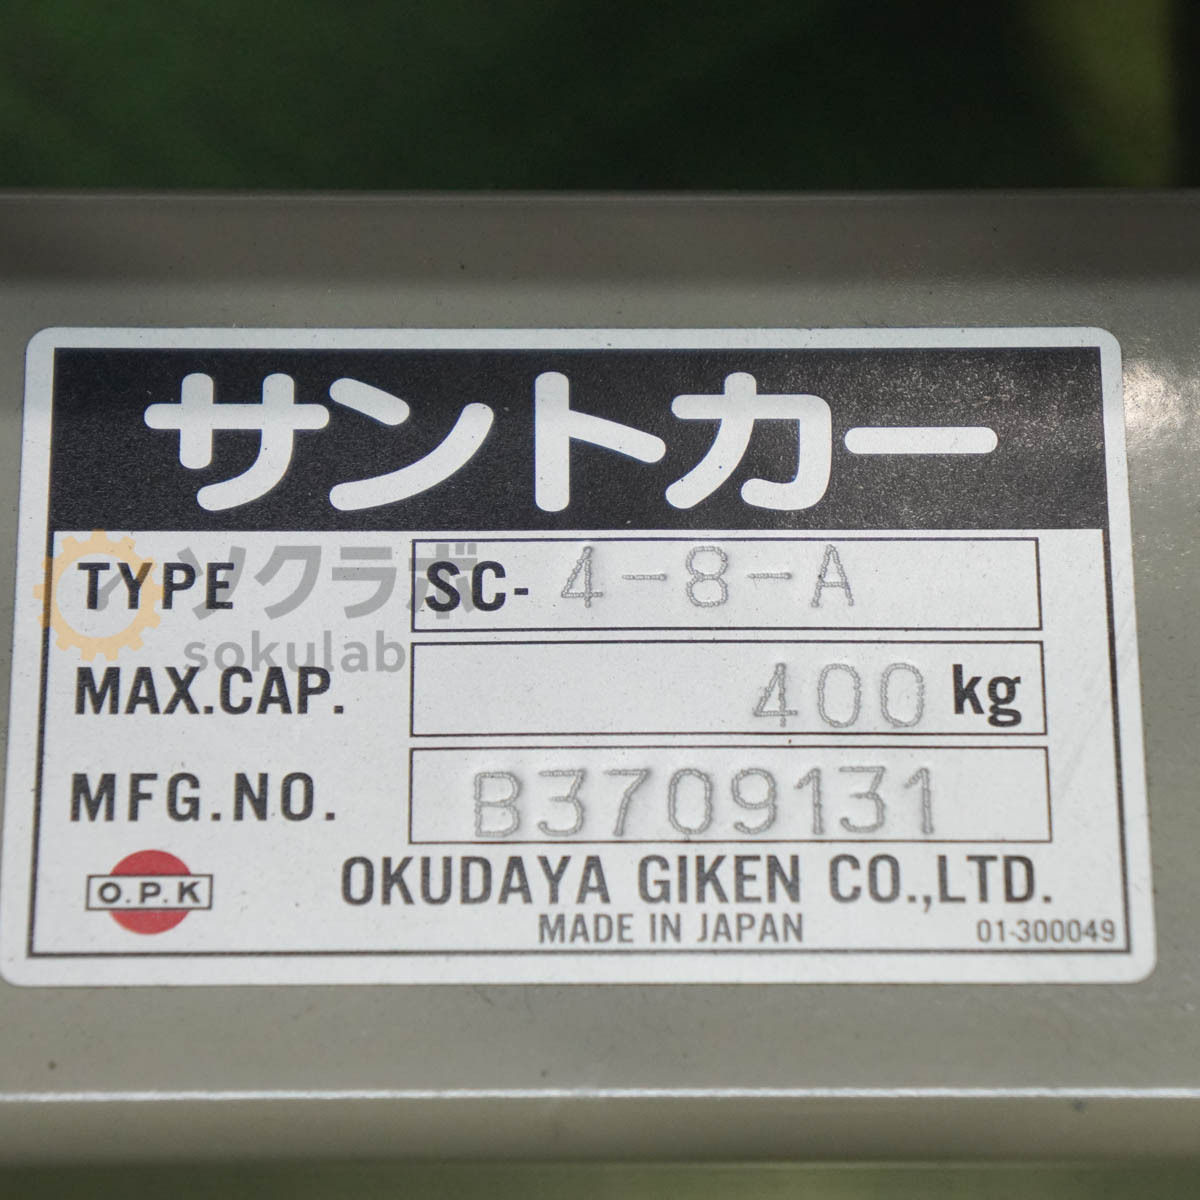 サントカー
TYPE SC-4-8-A
ソクラボ
sokulab
MAX.CAP. 400 kg
MFG.NO. B3709131
O.P.K OKUDAYA GIKEN CO.,LTD.
MADE IN JAPAN 01-300049